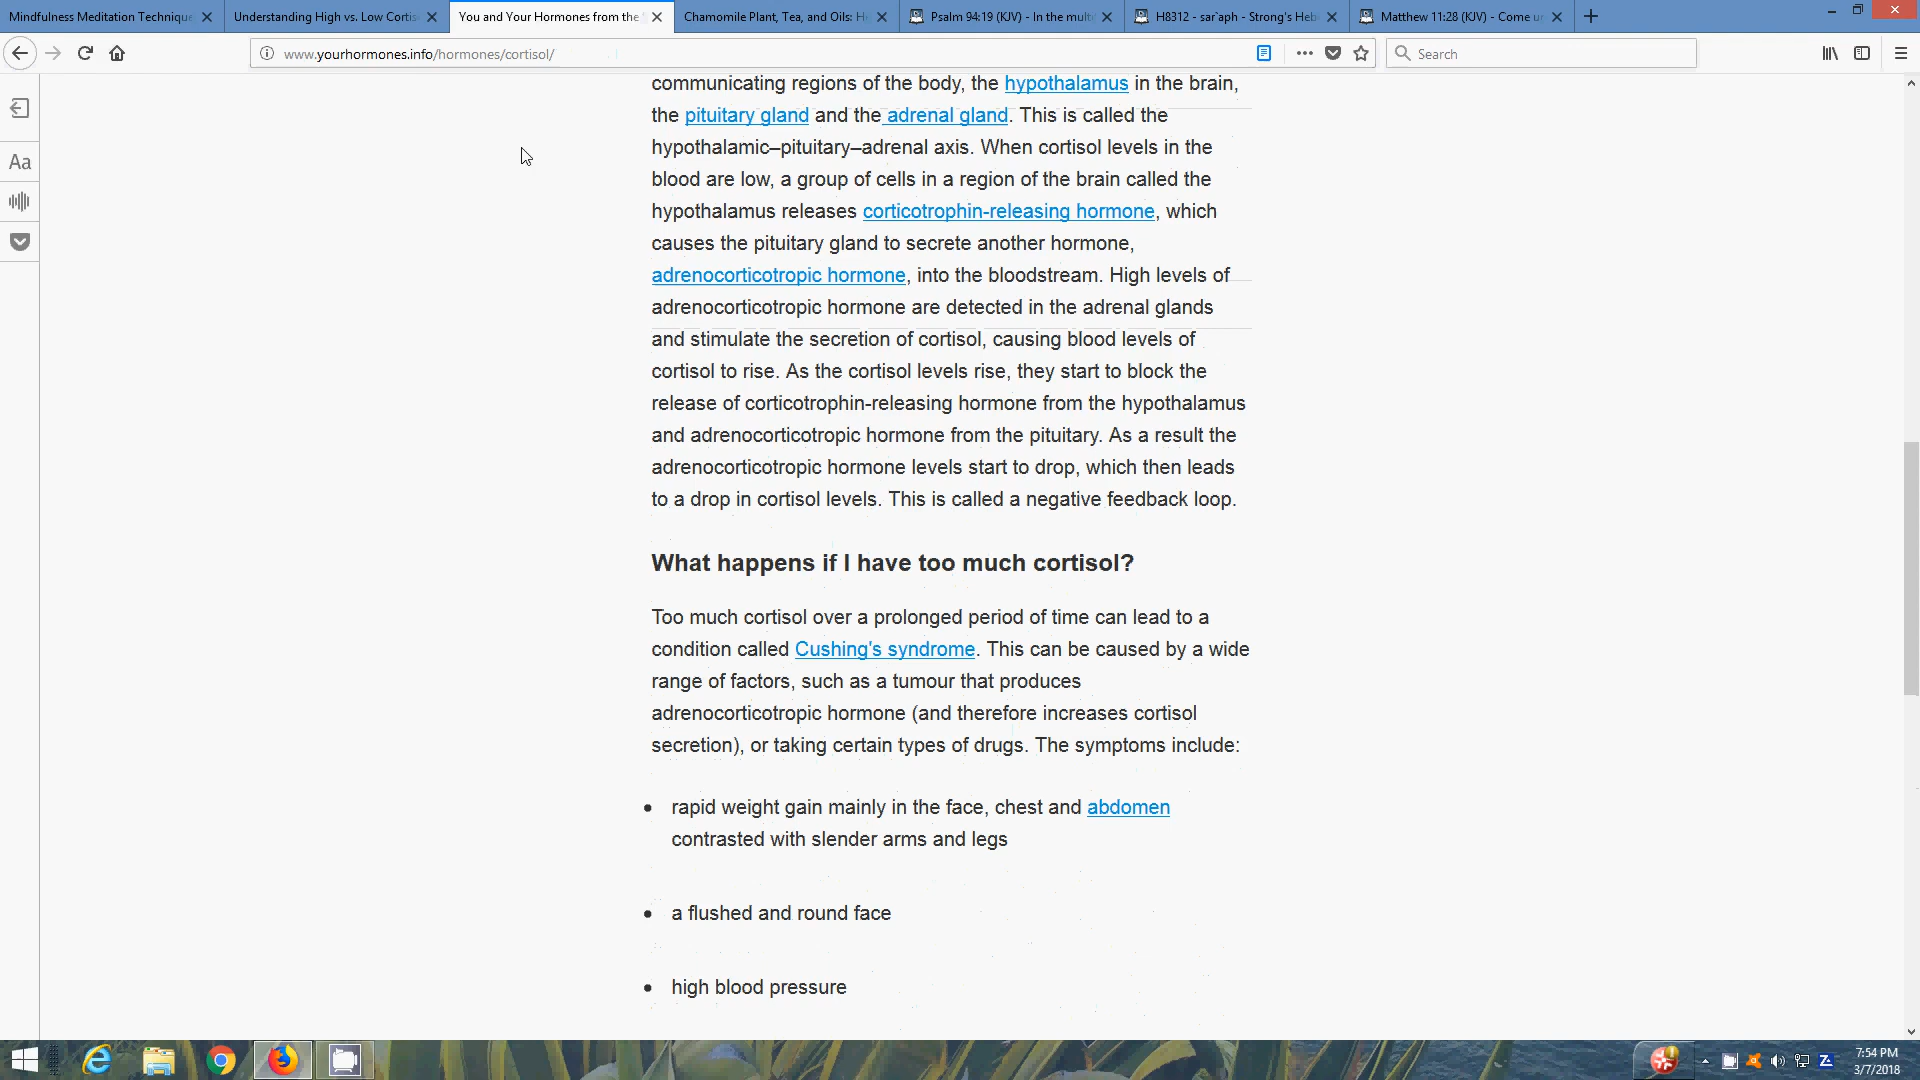 Mindfulness Meditation Technique
Understanding High vs. Low Cortis
You and Your Hormones from the
Chamomile Plant, Tea, and Oils: H
Psalm 94:19 (KJV) - In the mult
H8312 - sar`aph - Strong's Heb
Matthew 11:28 (KJV) - Come u
www.yourhormones.info/hormones/cortisol/
Search
Aa
communicating regions of the body, the hypothalamus in the brain,
the pituitary gland and the adrenal gland. This is called the
hypothalamic–pituitary–adrenal axis. When cortisol levels in the
blood are low, a group of cells in a region of the brain called the
hypothalamus releases corticotrophin-releasing hormone, which
causes the pituitary gland to secrete another hormone,
adrenocorticotropic hormone, into the bloodstream. High levels of
adrenocorticotropic hormone are detected in the adrenal glands
and stimulate the secretion of cortisol, causing blood levels of
cortisol to rise. As the cortisol levels rise, they start to block the
release of corticotrophin-releasing hormone from the hypothalamus
and adrenocorticotropic hormone from the pituitary. As a result the
adrenocorticotropic hormone levels start to drop, which then leads
to a drop in cortisol levels. This is called a negative feedback loop.
What happens if I have too much cortisol?
Too much cortisol over a prolonged period of time can lead to a
condition called Cushing's syndrome. This can be caused by a wide
range of factors, such as a tumour that produces
adrenocorticotropic hormone (and therefore increases cortisol
secretion), or taking certain types of drugs. The symptoms include:
rapid weight gain mainly in the face, chest and abdomen
contrasted with slender arms and legs
a flushed and round face
high blood pressure
7:54 PM
3/7/2018